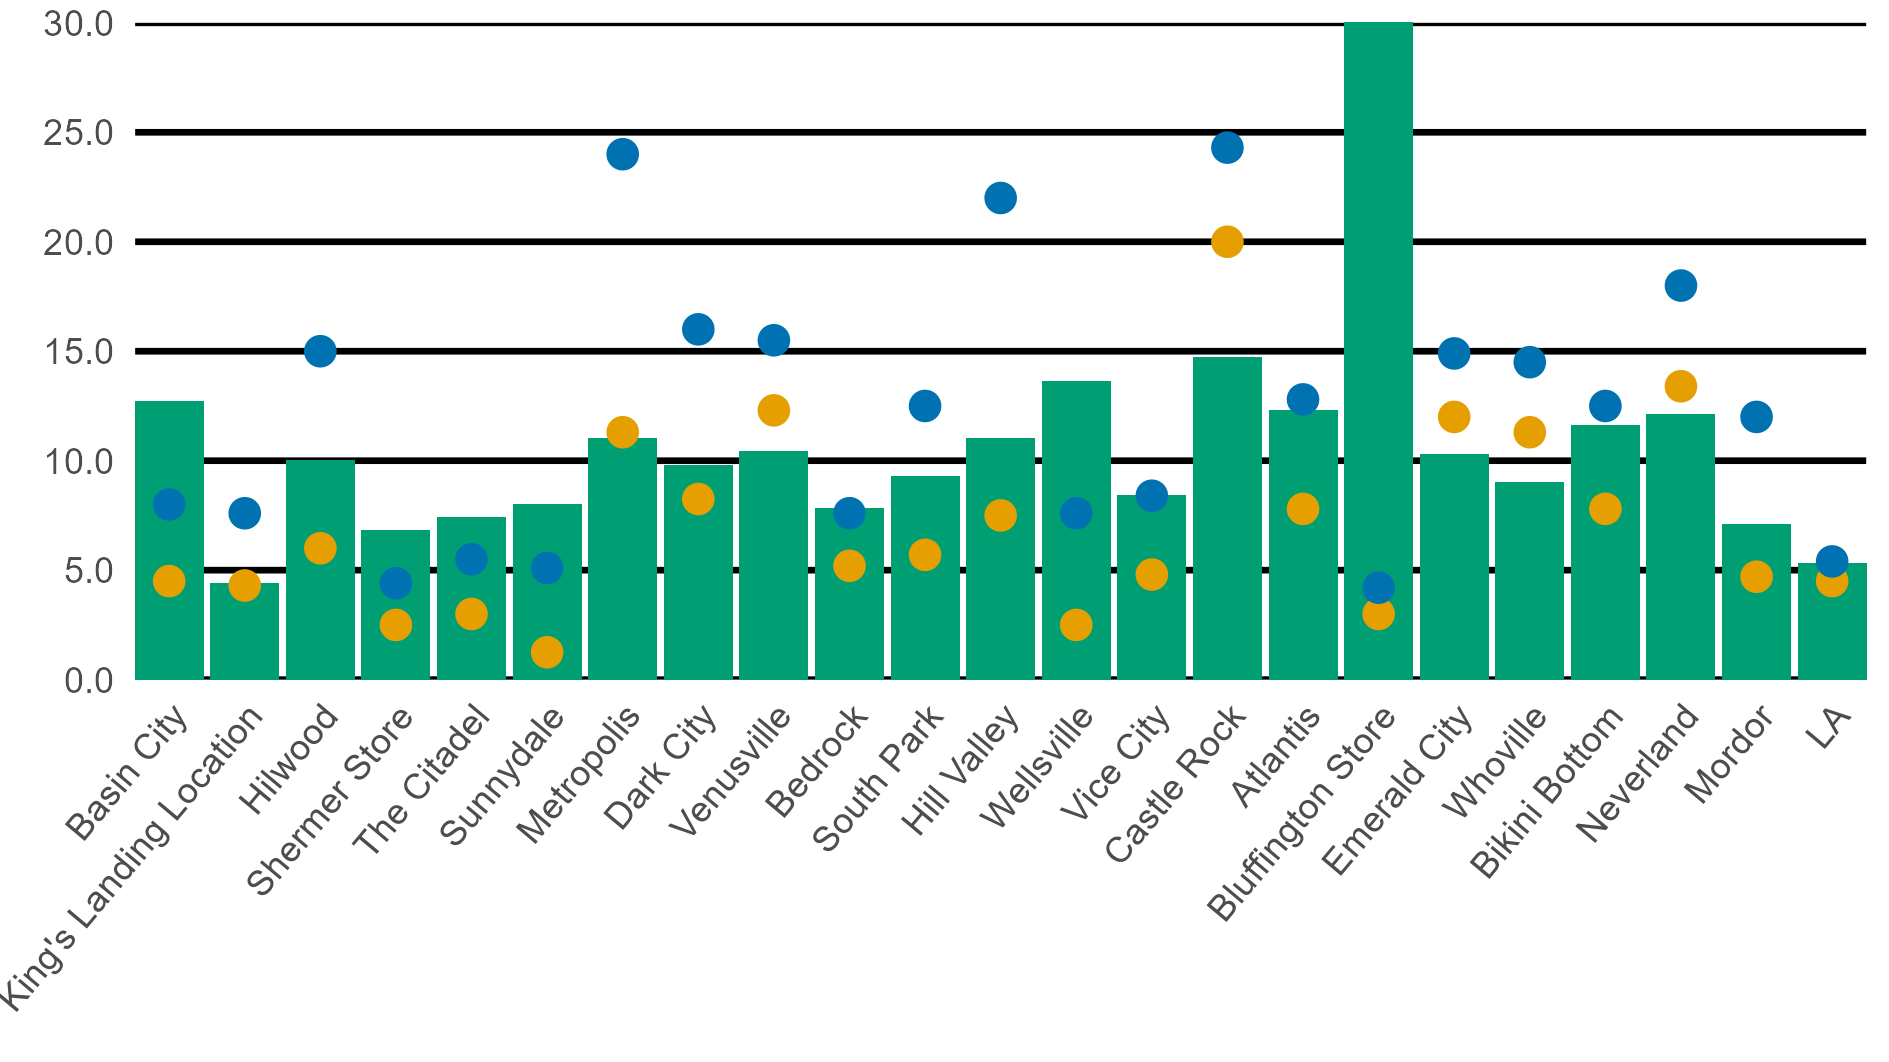 30.0
25.0
20.0
15.0
10.0
5.0
0.0
Basin City
King's Landing Location
Hilwood
Shermer Store
The Citadel
Sunnydale
Metropolis
Dark City
Venusville
Bedrock
South Park
Hill Valley
Wellsville
Vice City
Castle Rock
Atlantis
Bluffington Store
Emerald City
Whoville
Bikini Bottom
Neverland
Mordor
LA